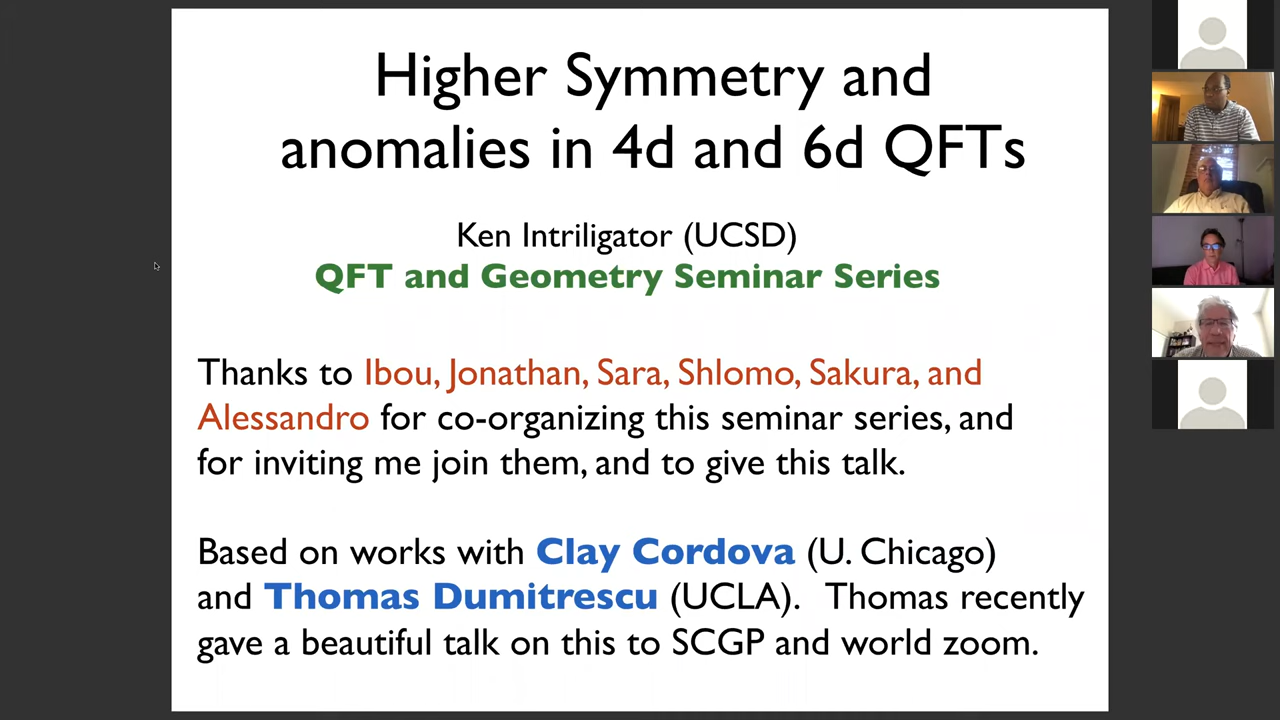 Higher Symmetry and
anomalies in 4d and 6d QFTs
Ken Intriligator (UCSD)
QFT and Geometry Seminar Series
Thanks to Ibou, Jonathan, Sara, Shlomo, Sakura, and
Alessandro for co-organizing this seminar series, and
for inviting me join them, and to give this talk.
Based on works with Clay Cordova (U. Chicago)
and Thomas Dumitrescu (UCLA). Thomas recently
gave a beautiful talk on this to SCGP and world zoom.